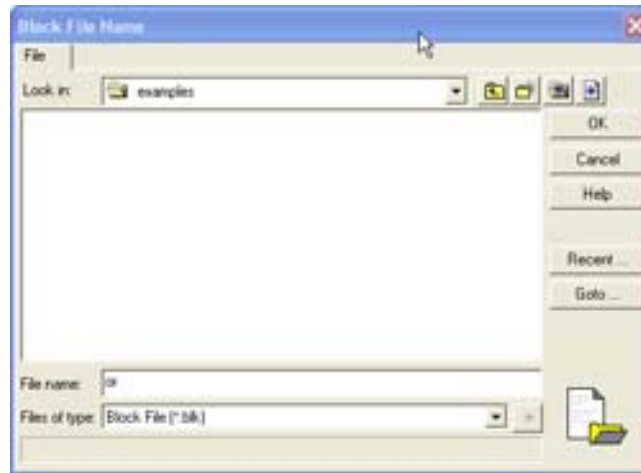 Block File Name
File
Look in: examples
OK
Cancel
Help
Recent ...
Goto ...
File name: or
Files of type: Block File (*.blk)